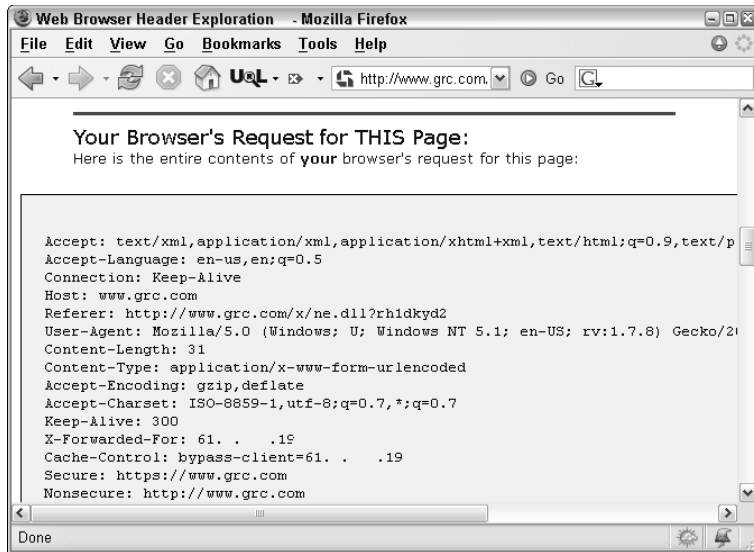 Web Browser Header Exploration - Mozilla Firefox
File Edit View Go Bookmarks Tools Help
URL http://www.grc.com. Go G
Your Browser's Request for THIS Page:
Here is the entire contents of your browser's request for this page:
Accept: text/xml,application/xml,application/xhtml+xml,text/html;q=0.9,text/p
Accept-Language: en-us,en;q=0.5
Connection: Keep-Alive
Host: www.grc.com
Referer: http://www.grc.com/x/ne.dll?rh1dkyd2
User-Agent: Mozilla/5.0 (Windows; U; Windows NT 5.1; en-US; rv:1.7.8) Gecko/20
Content-Length: 31
Content-Type: application/x-www-form-urlencoded
Accept-Encoding: gzip,deflate
Accept-Charset: ISO-8859-1,utf-8;q=0.7,*;q=0.7
Keep-Alive: 300
X-Forwarded-For: 61. . .19
Cache-Control: bypass-client=61. . .19
Secure: https://www.grc.com
Nonsecure: http://www.grc.com
Done